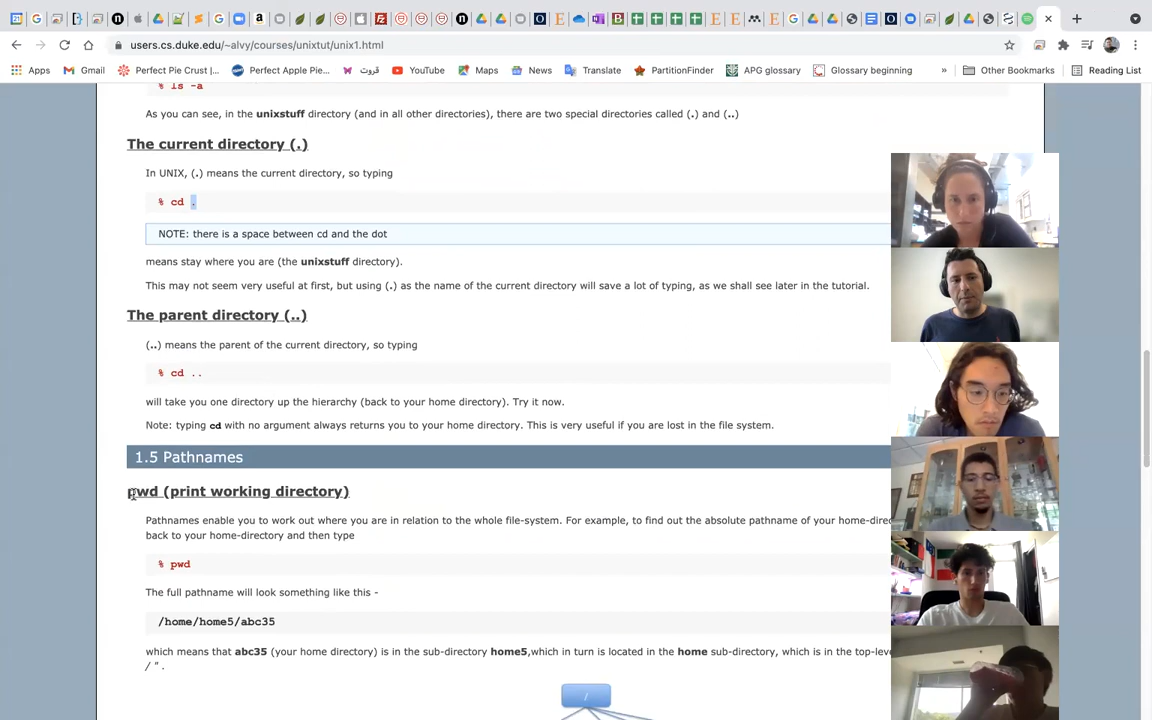 users.cs.duke.edu/~alvy/courses/unixtut/unix1.html
Apps Gmail Perfect Pie Crust |... Perfect Apple Pie... قروت YouTube Maps News Translate PartitionFinder APG glossary Glossary beginning » Other Bookmarks Reading List
% ls -a
As you can see, in the unixstuff directory (and in all other directories), there are two special directories called (.) and (..)
The current directory (.)
In UNIX, (.) means the current directory, so typing
% cd .
NOTE: there is a space between cd and the dot
means stay where you are (the unixstuff directory).
This may not seem very useful at first, but using (.) as the name of the current directory will save a lot of typing, as we shall see later in the tutorial.
The parent directory (..)
(..) means the parent of the current directory, so typing
% cd ..
will take you one directory up the hierarchy (back to your home directory). Try it now.
Note: typing cd with no argument always returns you to your home directory. This is very useful if you are lost in the file system.
1.5 Pathnames
pwd (print working directory)
Pathnames enable you to work out where you are in relation to the whole file-system. For example, to find out the absolute pathname of your home-direc
back to your home-directory and then type
% pwd
The full pathname will look something like this -
/home/home5/abc35
which means that abc35 (your home directory) is in the sub-directory home5,which in turn is located in the home sub-directory, which is in the top-leve
/ " .
/